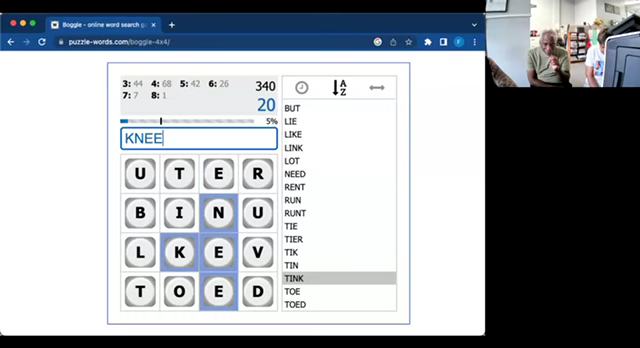 Boggle - online word search g
puzzle-words.com/boggle-4x4/
3: 44 4: 68 5: 42 6: 26
7: 7 8: 1
340
20
5%
KNEE
A
Z
U T E R
B I N U
L K E V
T O E D
BUT
LIE
LIKE
LINK
LOT
NEED
RENT
RUN
RUNT
TIE
TIER
TIK
TIN
TINK
TOE
TOED